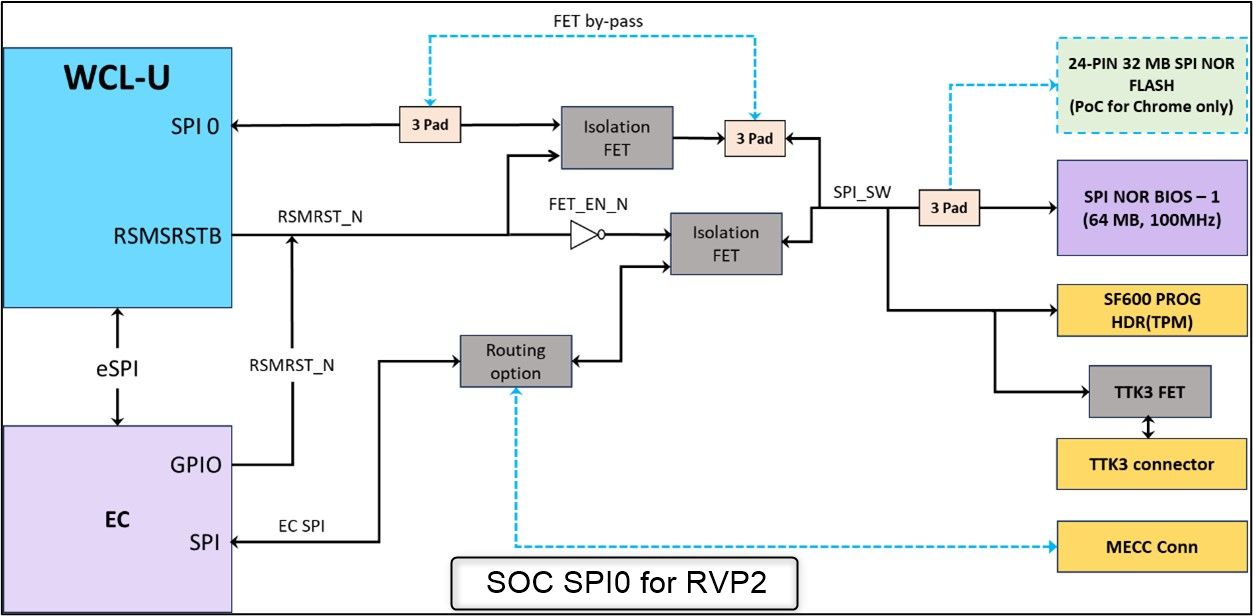 FET by-pass
WCL-U
SPI 0
3 Pad
Isolation
FET
3 Pad
24-PIN 32 MB SPI NOR
FLASH
(PoC for Chrome only)
RSMSRSTB
RSMRST_N
FET_EN_N
Isolation
FET
SPI_SW
3 Pad
SPI NOR BIOS – 1
(64 MB, 100MHz)
SF600 PROG
HDR(TPM)
eSPI
RSMRST_N
Routing
option
TTK3 FET
TTK3 connector
GPIO
EC
SPI
EC SPI
MECC Conn
SOC SPI0 for RVP2